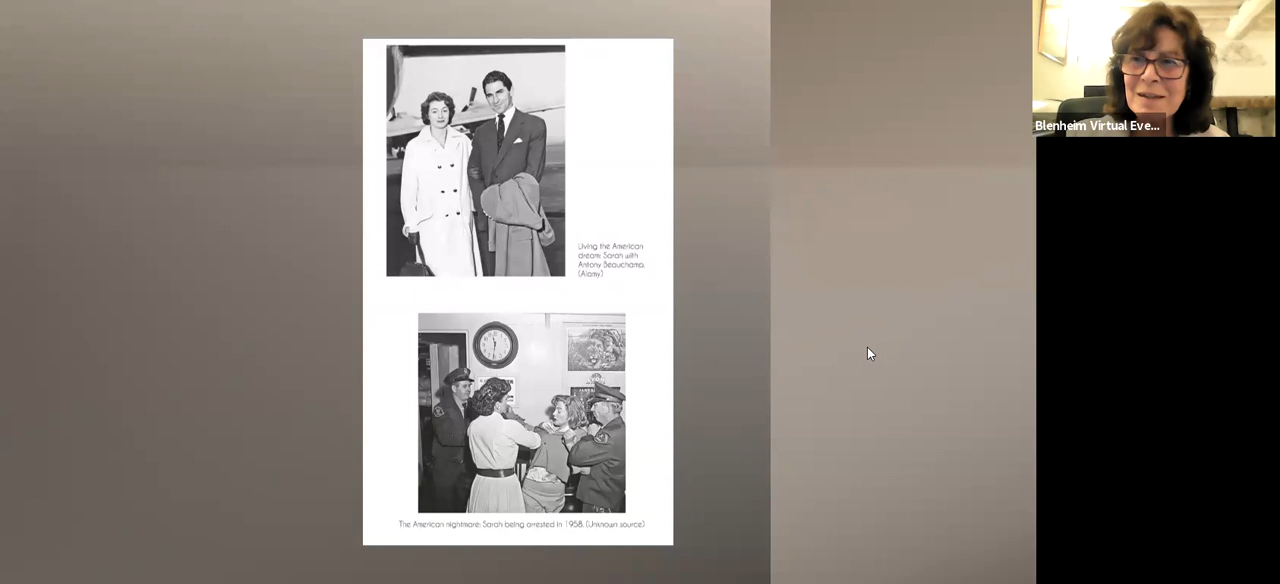 Living the American
dream: Sarah with
Antony Beauchamp.
(Alamy)
The American nightmare: Sarah being arrested in 1958. (Unknown source)
Blenheim Virtual Eve...